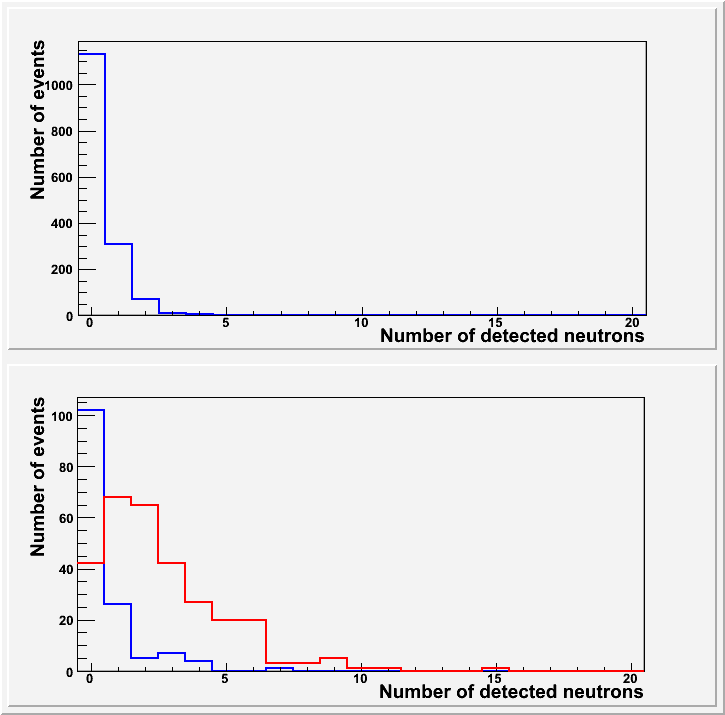 Number of events
1000
800
600
400
200
0
0 5 10 15 20
Number of detected neutrons
Number of events
100
80
60
40
20
0
0 5 10 15 20
Number of detected neutrons